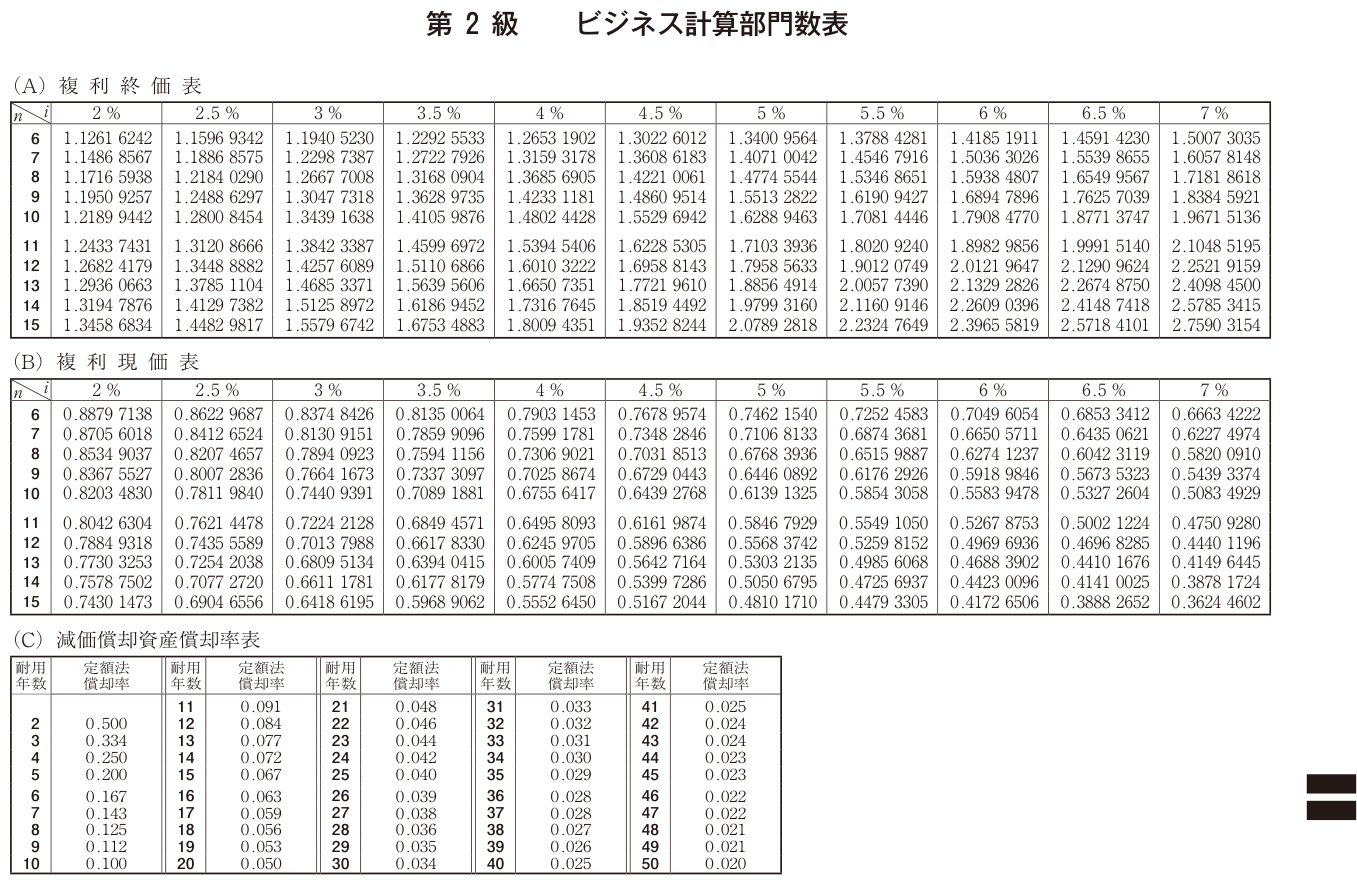 第 2 級　　ビジネス計算部門数表
(A) 複 利 終 価 表
n i 2 % 2.5 % 3 % 3.5 % 4 % 4.5 % 5 % 5.5 % 6 % 6.5 % 7 %
6 1.1261 6242 1.1596 9342 1.1940 5230 1.2292 5533 1.2653 1902 1.3022 6012 1.3400 9564 1.3788 4281 1.4185 1911 1.4591 4230 1.5007 3035
7 1.1486 8567 1.1886 8575 1.2298 7387 1.2722 7926 1.3159 3178 1.3608 6183 1.4071 0042 1.4546 7916 1.5036 3026 1.5539 8655 1.6057 8148
8 1.1716 5938 1.2184 0290 1.2667 7008 1.3168 0904 1.3685 6905 1.4221 0061 1.4774 5544 1.5346 8651 1.5938 4807 1.6549 9567 1.7181 8618
9 1.1950 9257 1.2488 6297 1.3047 7318 1.3628 9735 1.4233 1181 1.4860 9514 1.5513 2822 1.6190 9427 1.6894 7896 1.7625 7039 1.8384 5921
10 1.2189 9442 1.2800 8454 1.3439 1638 1.4105 9876 1.4802 4428 1.5529 6942 1.6288 9463 1.7081 4446 1.7908 4770 1.8771 3747 1.9671 5136
11 1.2433 7431 1.3120 8666 1.3842 3387 1.4599 6972 1.5394 5406 1.6228 5305 1.7103 3936 1.8020 9240 1.8982 9856 1.9991 5140 2.1048 5195
12 1.2682 4179 1.3448 8882 1.4257 6089 1.5110 6866 1.6010 3222 1.6958 8143 1.7958 5633 1.9012 0749 2.0121 9647 2.1290 9624 2.2521 9159
13 1.2936 0663 1.3785 1104 1.4685 3371 1.5639 5606 1.6650 7351 1.7721 9610 1.8856 4914 2.0057 7390 2.1329 2826 2.2674 8750 2.4098 4500
14 1.3194 7876 1.4129 7382 1.5125 8972 1.6186 9452 1.7316 7645 1.8519 4492 1.9799 3160 2.1160 9146 2.2609 0396 2.4148 7418 2.5785 3415
15 1.3458 6834 1.4482 9817 1.5579 6742 1.6753 4883 1.8009 4351 1.9352 8244 2.0789 2818 2.2324 7649 2.3965 5819 2.5718 4101 2.7590 3154
(B) 複 利 現 価 表
n i 2 % 2.5 % 3 % 3.5 % 4 % 4.5 % 5 % 5.5 % 6 % 6.5 % 7 %
6 0.8879 7138 0.8622 9687 0.8374 8426 0.8135 0064 0.7903 1453 0.7678 9574 0.7462 1540 0.7252 4583 0.7049 6054 0.6853 3412 0.6663 4222
7 0.8705 6018 0.8412 6524 0.8130 9151 0.7859 9096 0.7599 1781 0.7348 2846 0.7106 8133 0.6874 3681 0.6650 5711 0.6435 0621 0.6227 4974
8 0.8534 9037 0.8207 4657 0.7894 0923 0.7594 1156 0.7306 9021 0.7031 8513 0.6768 3936 0.6515 9887 0.6274 1237 0.6042 3119 0.5820 0910
9 0.8367 5527 0.8007 2836 0.7664 1673 0.7337 3097 0.7025 8674 0.6729 0443 0.6446 0892 0.6176 2926 0.5918 9846 0.5673 5323 0.5439 3374
10 0.8203 4830 0.7811 9840 0.7440 9391 0.7089 1881 0.6755 6417 0.6439 2768 0.6139 1325 0.5854 3058 0.5583 9478 0.5327 2604 0.5083 4929
11 0.8042 6304 0.7621 4478 0.7224 2128 0.6849 4571 0.6495 8093 0.6161 9874 0.5846 7929 0.5549 1050 0.5267 8753 0.5002 1224 0.4750 9280
12 0.7884 9318 0.7435 5589 0.7013 7988 0.6617 8330 0.6245 9705 0.5896 6386 0.5568 3742 0.5259 8152 0.4969 6936 0.4696 8285 0.4440 1196
13 0.7730 3253 0.7254 2038 0.6809 5134 0.6394 0415 0.6005 7409 0.5642 7164 0.5303 2135 0.4985 6068 0.4688 3902 0.4410 1676 0.4149 6445
14 0.7578 7502 0.7077 2720 0.6611 1781 0.6177 8179 0.5774 7508 0.5399 7286 0.5050 6795 0.4725 6937 0.4423 0096 0.4141 0025 0.3878 1724
15 0.7430 1473 0.6904 6556 0.6418 6195 0.5968 9062 0.5552 6450 0.5167 2044 0.4810 1710 0.4479 3305 0.4172 6506 0.3888 2652 0.3624 4602
(C) 減価償却資産償却率表
耐用 定額法 耐用 定額法 耐用 定額法 耐用 定額法 耐用 定額法
年数 償却率 年数 償却率 年数 償却率 年数 償却率 年数 償却率
11 0.091 21 0.048 31 0.033 41 0.025
2 0.500 12 0.084 22 0.046 32 0.032 42 0.024
3 0.334 13 0.077 23 0.044 33 0.031 43 0.024
4 0.250 14 0.072 24 0.042 34 0.030 44 0.023
5 0.200 15 0.067 25 0.040 35 0.029 45 0.023
6 0.167 16 0.063 26 0.039 36 0.028 46 0.022
7 0.143 17 0.059 27 0.038 37 0.028 47 0.022
8 0.125 18 0.056 28 0.036 38 0.027 48 0.021
9 0.112 19 0.053 29 0.035 39 0.026 49 0.021
10 0.100 20 0.050 30 0.034 40 0.025 50 0.020